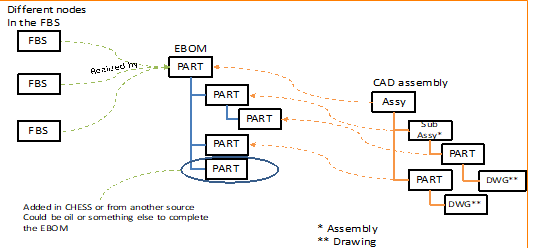 Different nodes
In the FBS
FBS
FBS
FBS
Realized by
EBOM
PART
PART
PART
PART
PART
CAD assembly
Assy
Sub
Assy*
PART
DWG**
PART
DWG**
Added in CHESS or from another source
Could be oil or something else to complete
the EBOM
* Assembly
** Drawing